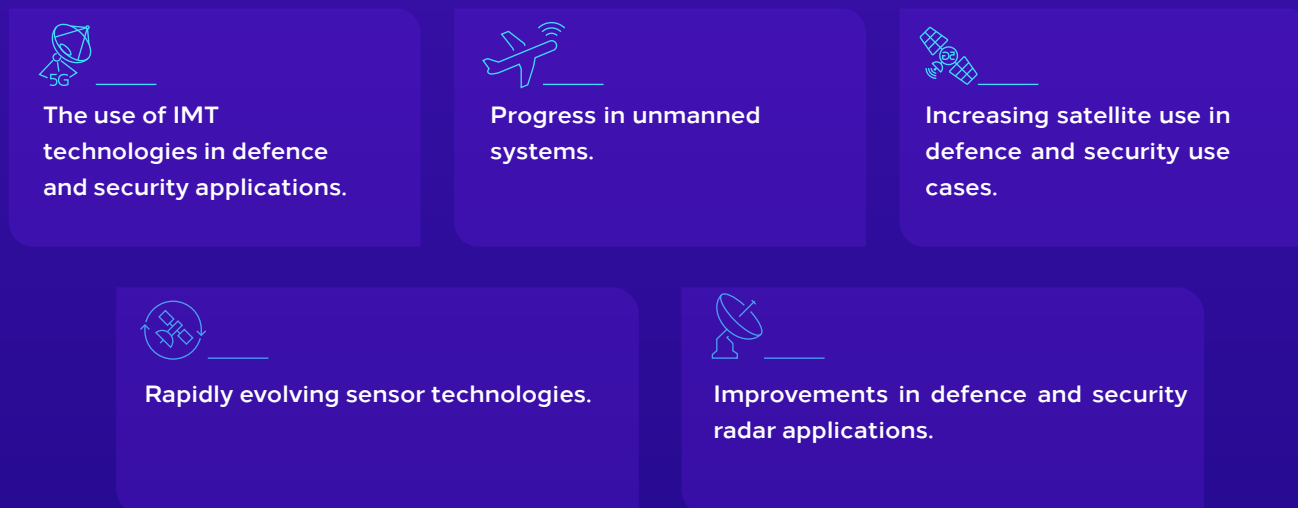 5G
The use of IMT
technologies in defence
and security applications.
Progress in unmanned
systems.
5G
Increasing satellite use in
defence and security use
cases.
Rapidly evolving sensor technologies.
Improvements in defence and security
radar applications.